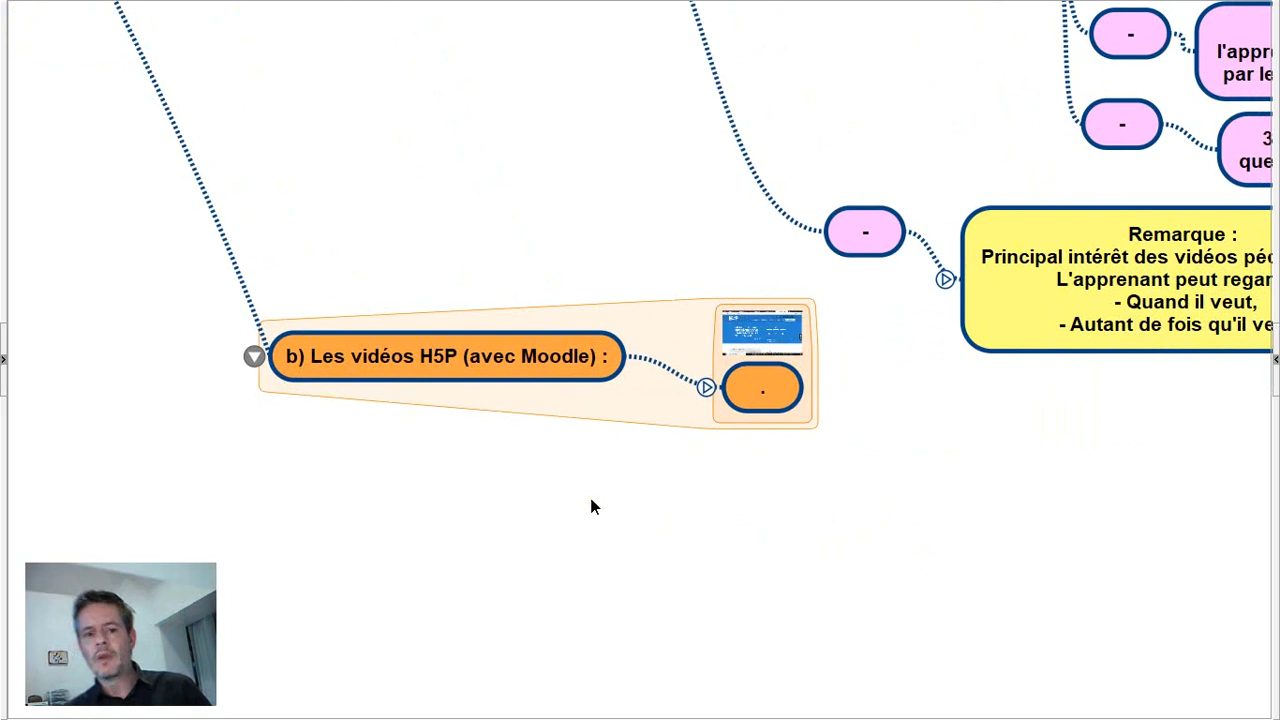 -
l'appr
par le
-
3
que
-
Remarque :
Principal intérêt des vidéos péc
L'apprenant peut regar
- Quand il veut,
- Autant de fois qu'il ve
b) Les vidéos H5P (avec Moodle) :
.